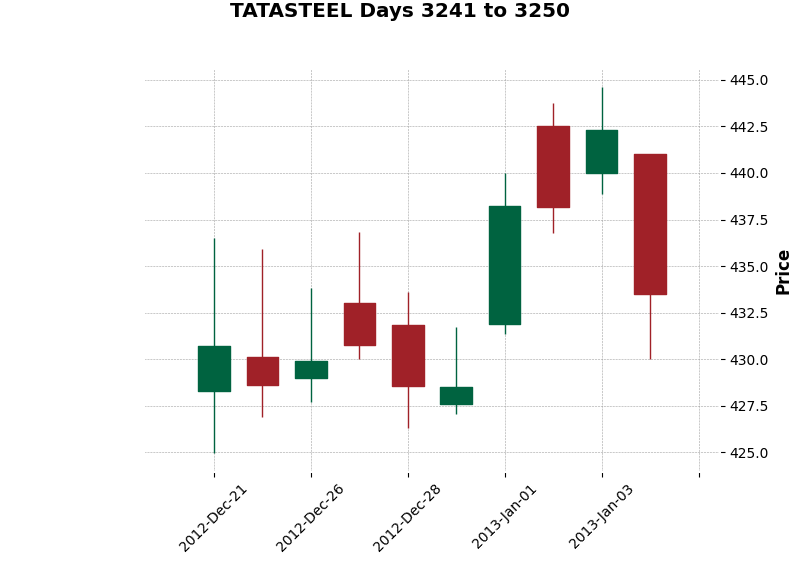 TATASTEEL Days 3241 to 3250
445.0
442.5
440.0
437.5
435.0
432.5
430.0
427.5
425.0
Price
2012-Dec-21
2012-Dec-26
2012-Dec-28
2013-Jan-01
2013-Jan-03